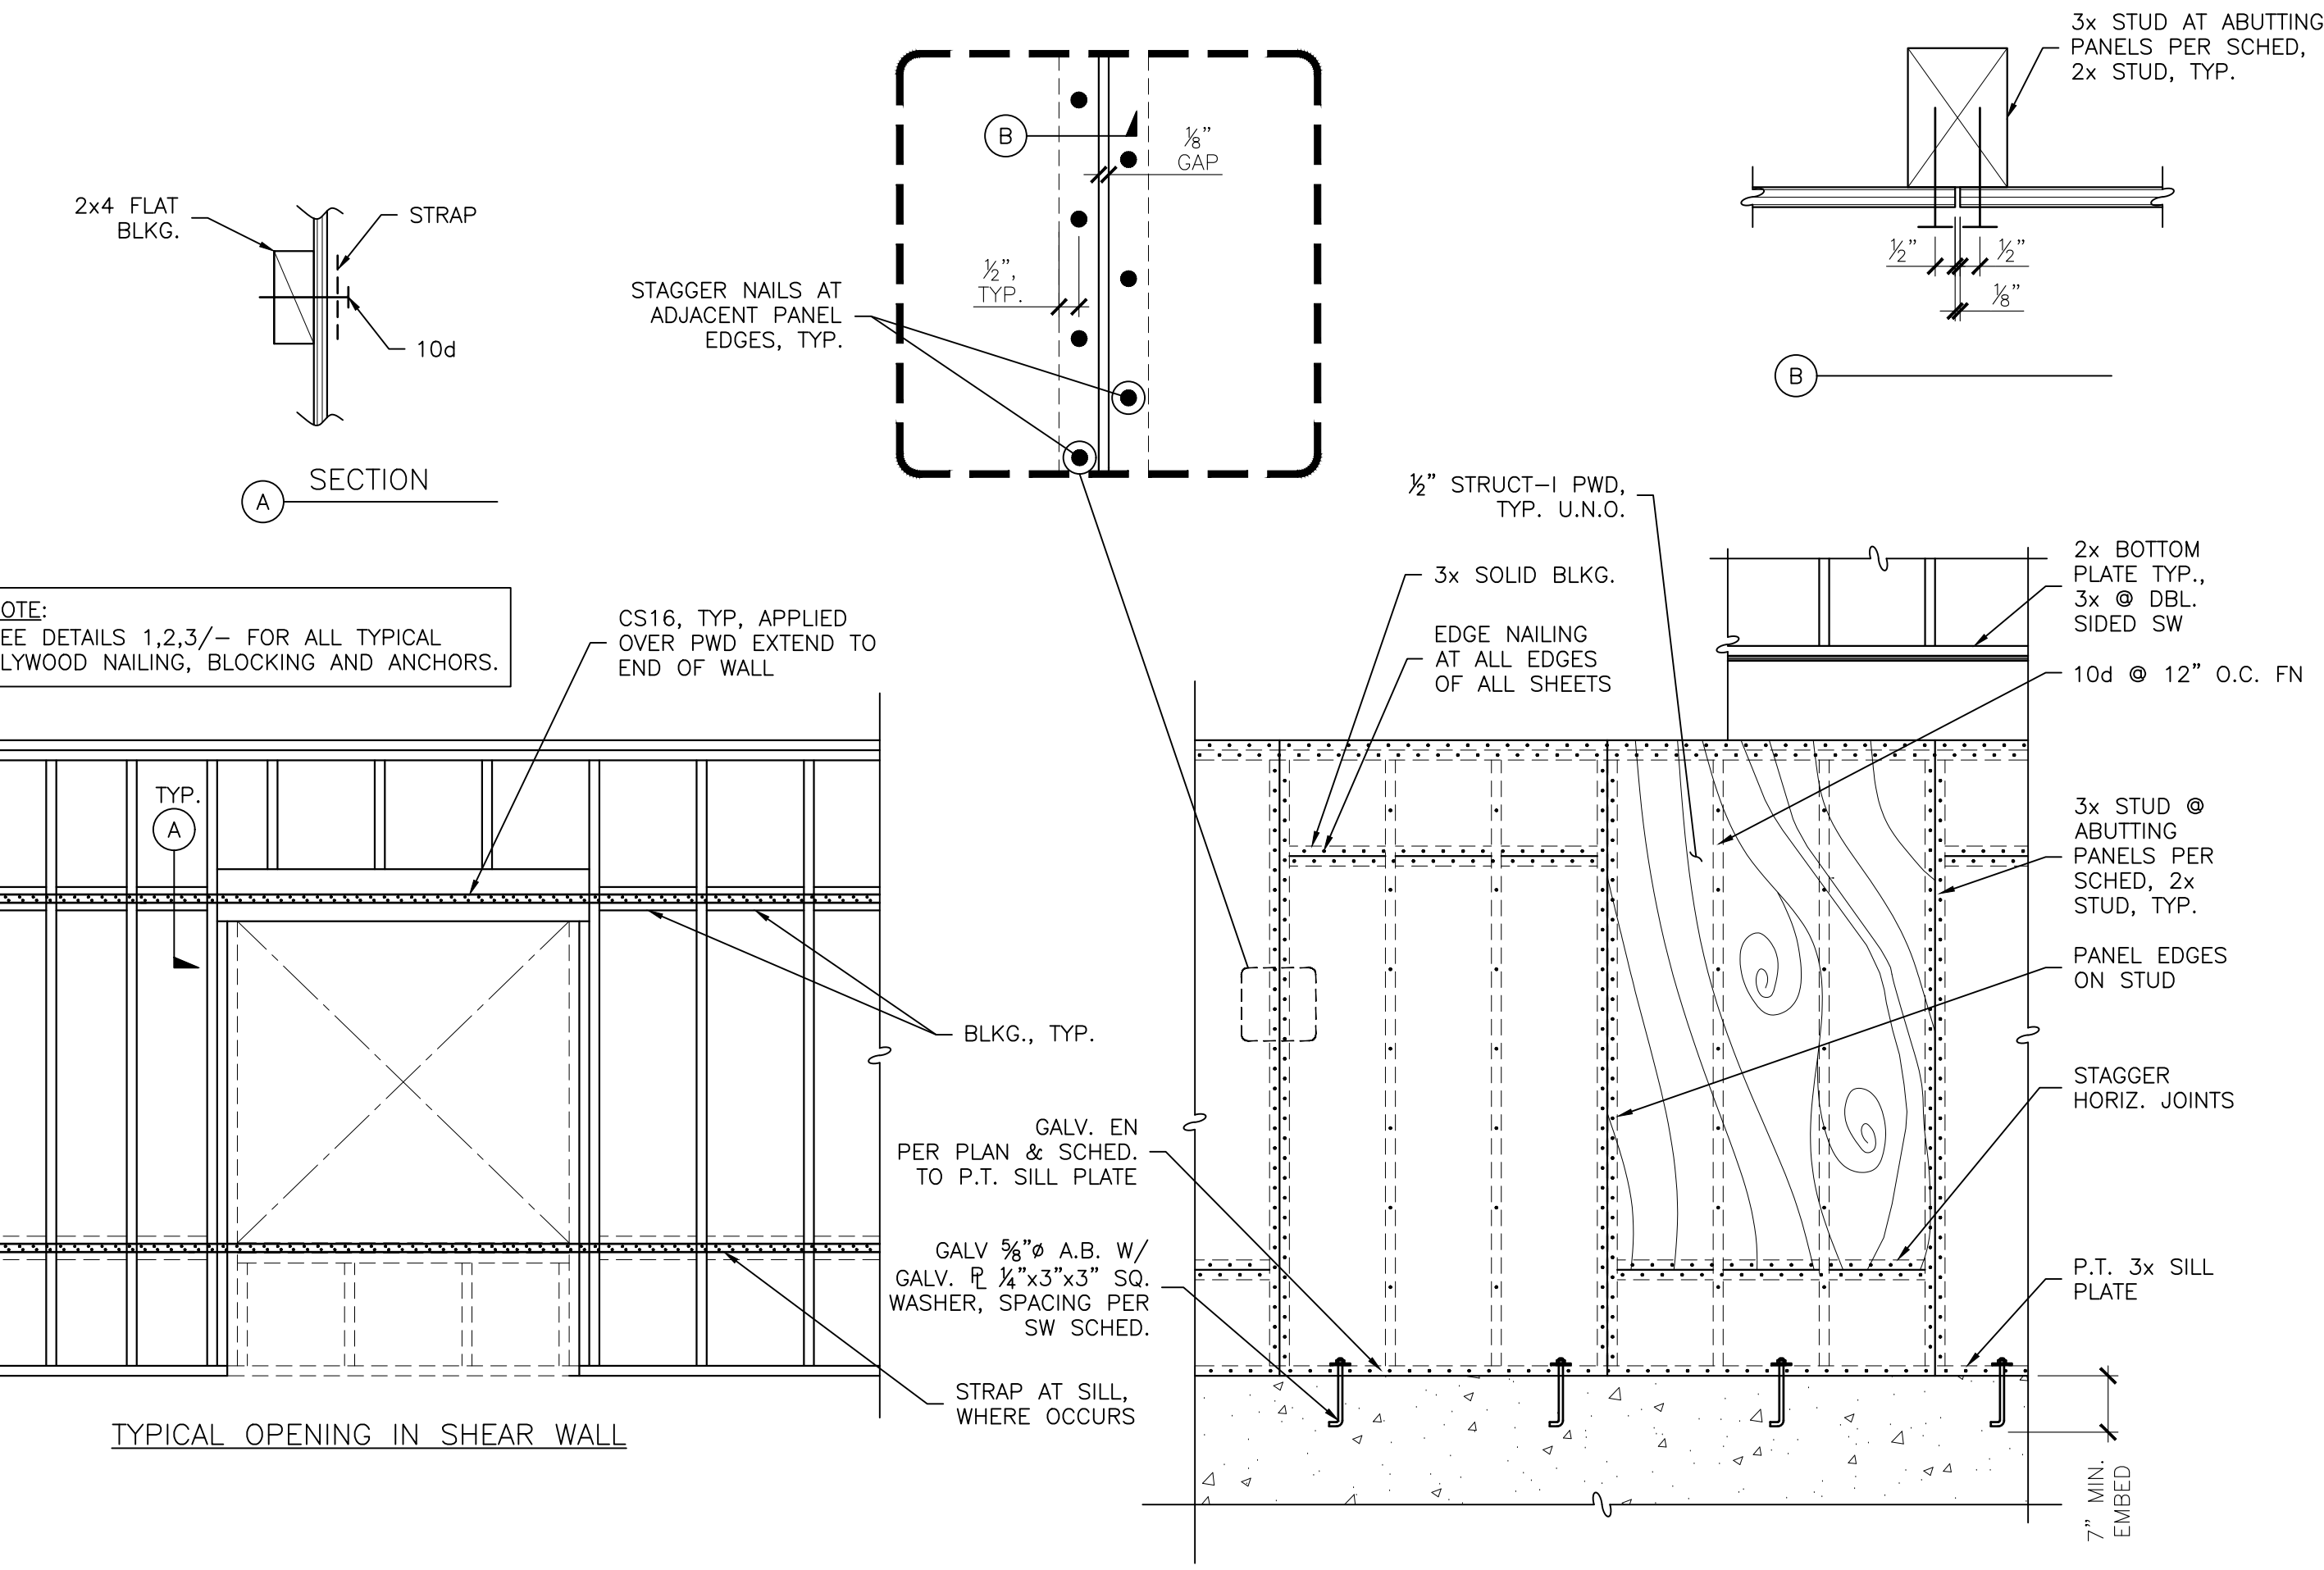 2x4 FLAT
BLKG.
STRAP
10d
A
SECTION
B
⅛"
GAP
½",
TYP.
STAGGER NAILS AT
ADJACENT PANEL
EDGES, TYP.
3x STUD AT ABUTTING
PANELS PER SCHED,
2x STUD, TYP.
½"
½"
⅛"
B
OTE:
EE DETAILS 1,2,3/– FOR ALL TYPICAL
LYWOOD NAILING, BLOCKING AND ANCHORS.
CS16, TYP, APPLIED
OVER PWD EXTEND TO
END OF WALL
TYP.
A
BLKG., TYP.
STRAP AT SILL,
WHERE OCCURS
TYPICAL OPENING IN SHEAR WALL
½" STRUCT–I PWD,
TYP. U.N.O.
3x SOLID BLKG.
EDGE NAILING
AT ALL EDGES
OF ALL SHEETS
2x BOTTOM
PLATE TYP.,
3x @ DBL.
SIDED SW
10d @ 12" O.C. FN
3x STUD @
ABUTTING
PANELS PER
SCHED, 2x
STUD, TYP.
PANEL EDGES
ON STUD
STAGGER
HORIZ. JOINTS
P.T. 3x SILL
PLATE
GALV. EN
PER PLAN & SCHED.
TO P.T. SILL PLATE
GALV ⅝"ø A.B. W/
GALV. ℄ ¼"x3"x3" SQ.
WASHER, SPACING PER
SW SCHED.
7" MIN.
EMBED